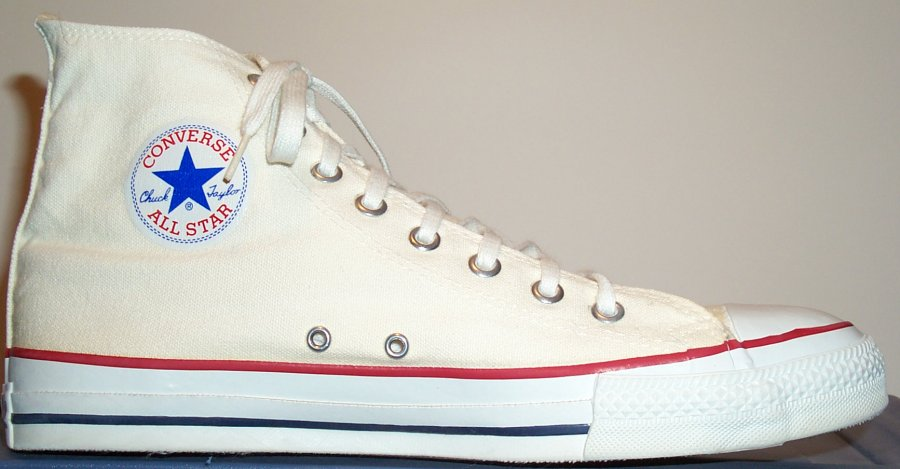 CONVERSE
Chuck Taylor
®
ALL STAR